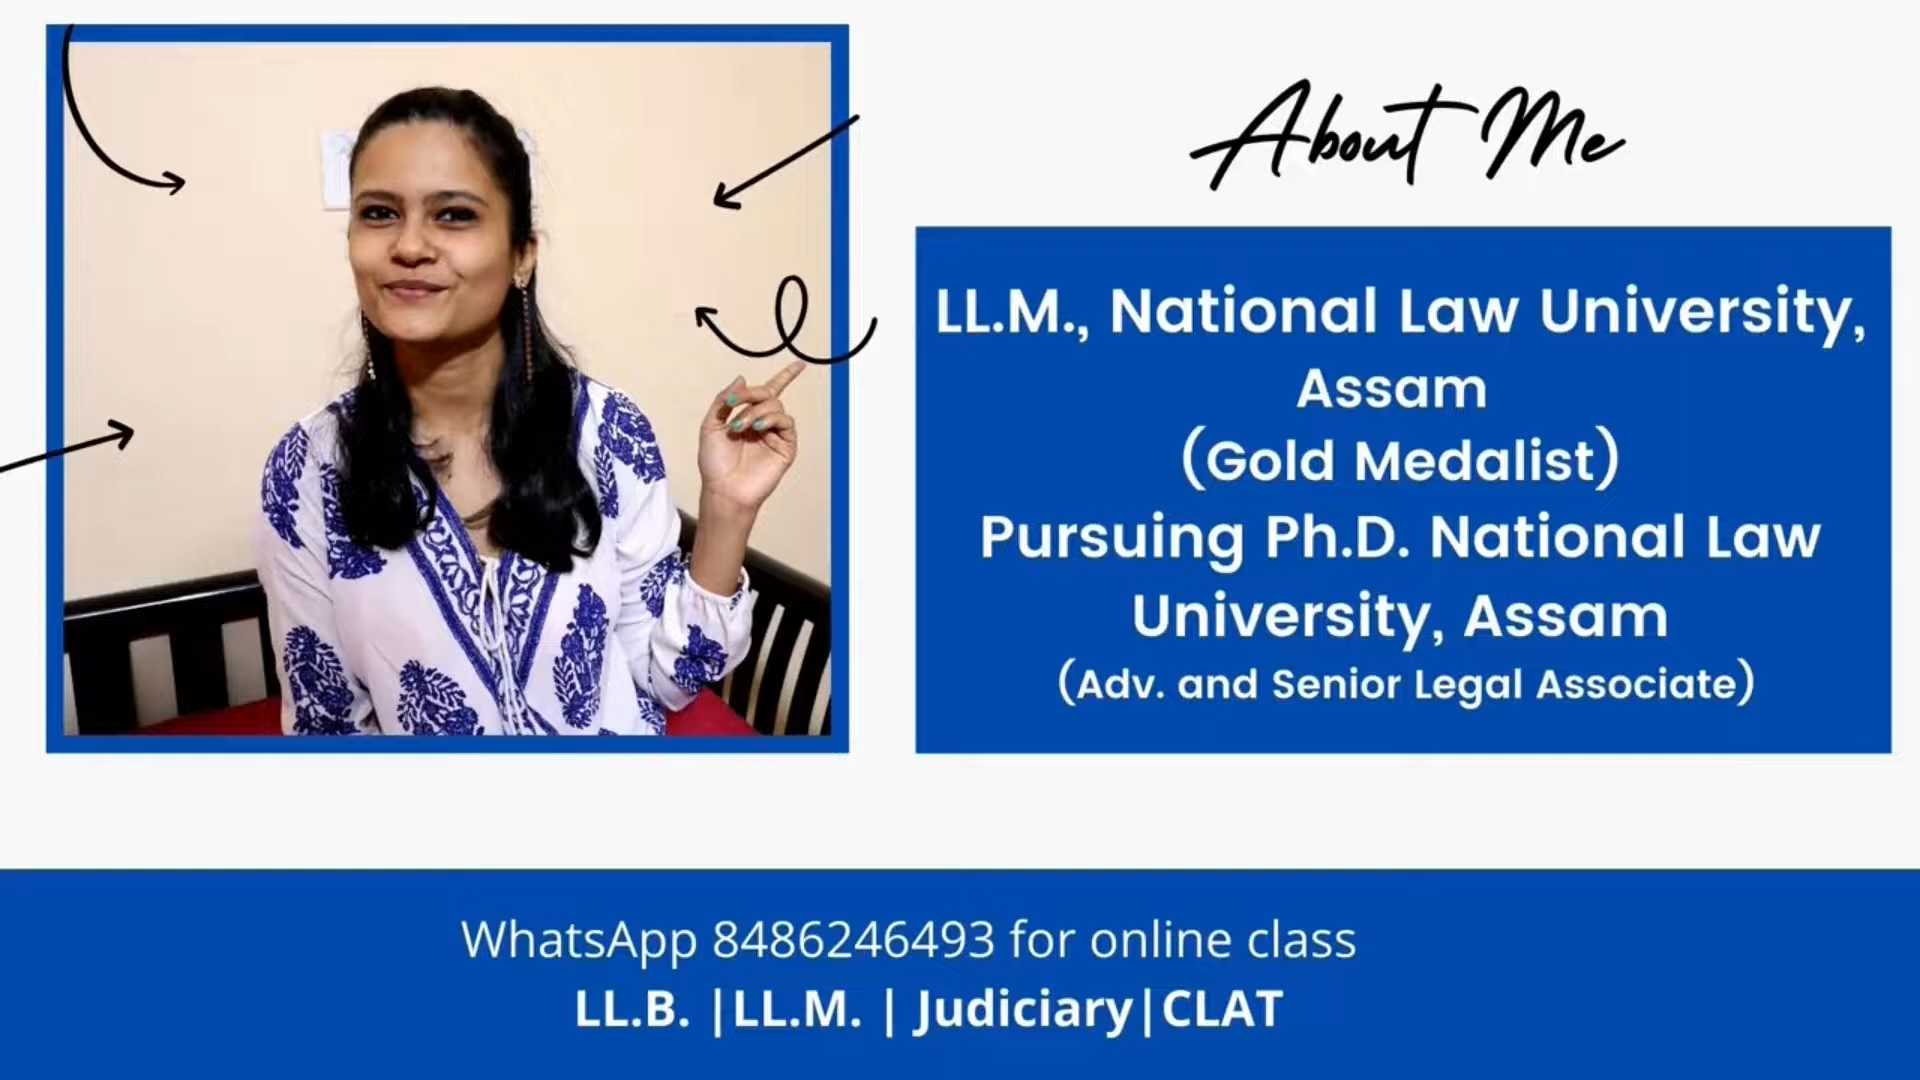 About Me
LL.M., National Law University,
Assam
(Gold Medalist)
Pursuing Ph.D. National Law
University, Assam
(Adv. and Senior Legal Associate)
WhatsApp 8486246493 for online class
LL.B. |LL.M. | Judiciary|CLAT